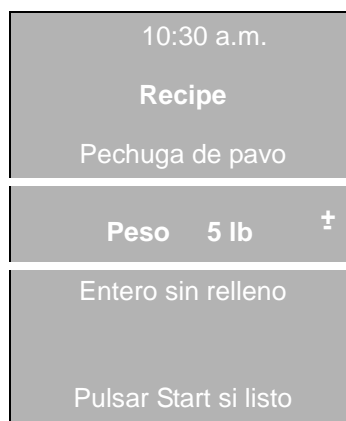 10:30 a.m.
Recipe
Pechuga de pavo
Peso 5 lb ±
Entero sin relleno
Pulsar Start si listo